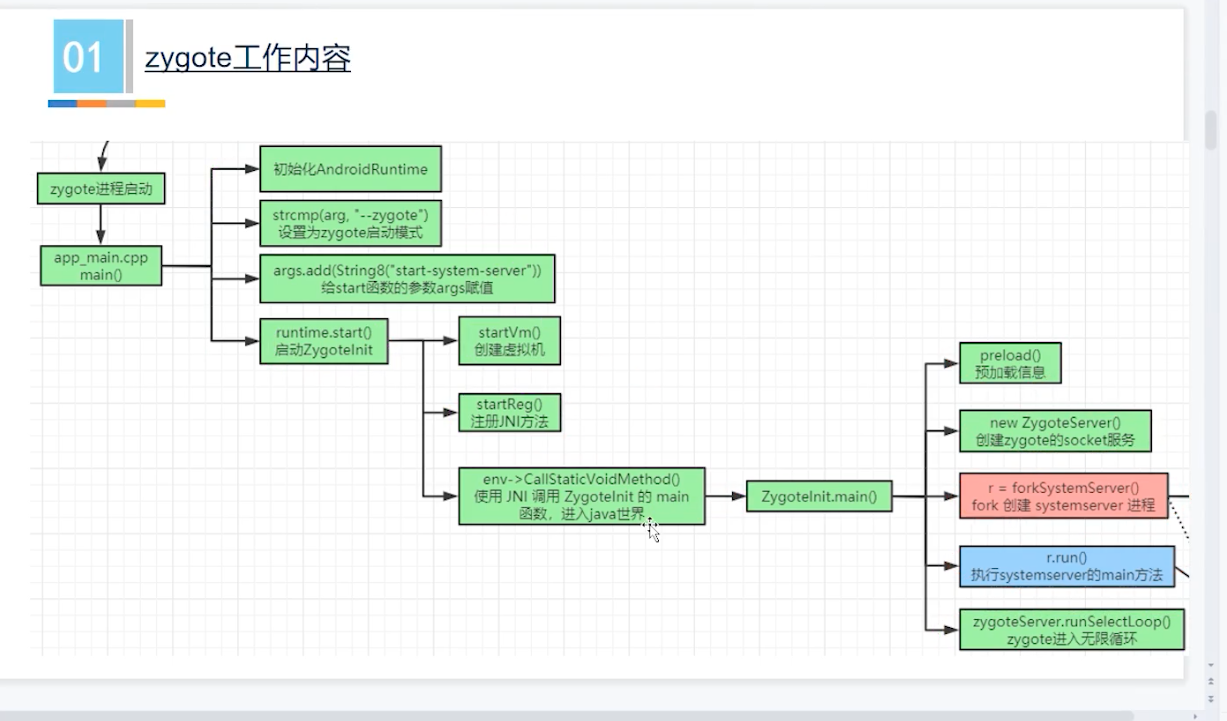 01
zygote工作内容
zygote进程启动
app_main.cpp
main()
初始化AndroidRuntime
strcmp(arg, "--zygote")
设置为zygote启动模式
args.add(String8("start-system-server"))
给start函数的参数args赋值
runtime.start()
启动ZygoteInit
startVm()
创建虚拟机
startReg()
注册JNI方法
env->CallStaticVoidMethod()
使用 JNI 调用 ZygoteInit 的 main
函数，进入java世界
ZygoteInit.main()
preload()
预加载信息
new ZygoteServer()
创建zygote的socket服务
r = forkSystemServer()
fork 创建 systemserver 进程
r.run()
执行systemserver的main方法
zygoteServer.runSelectLoop()
zygote进入无限循环